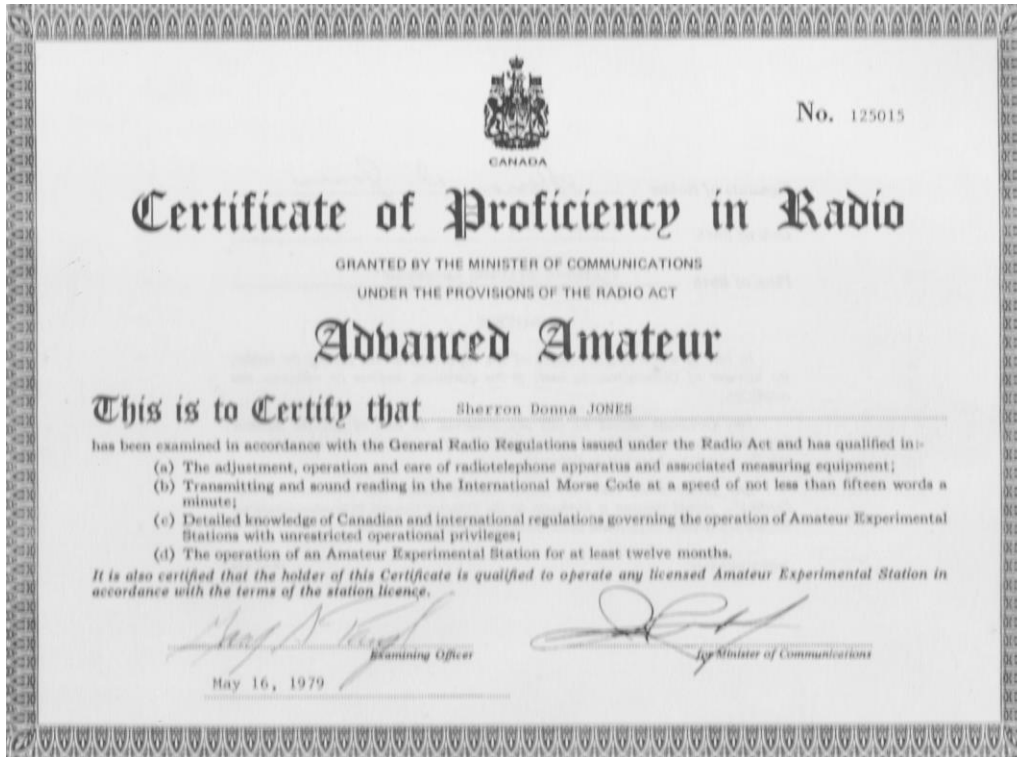 No. 125015
CANADA
Certificate of Proficiency in Radio
GRANTED BY THE MINISTER OF COMMUNICATIONS
UNDER THE PROVISIONS OF THE RADIO ACT
Advanced Amateur
This is to Certify that Sherron Donna JONES
has been examined in accordance with the General Radio Regulations issued under the Radio Act and has qualified in:-
(a) The adjustment, operation and care of radiotelephone apparatus and associated measuring equipment;
(b) Transmitting and sound reading in the International Morse Code at a speed of not less than fifteen words a
minute;
(c) Detailed knowledge of Canadian and international regulations governing the operation of Amateur Experimental
Stations with unrestricted operational privileges;
(d) The operation of an Amateur Experimental Station for at least twelve months.
It is also certified that the holder of this Certificate is qualified to operate any licensed Amateur Experimental Station in
accordance with the terms of the station licence.
Examining Officer
for Minister of Communications
May 16, 1979